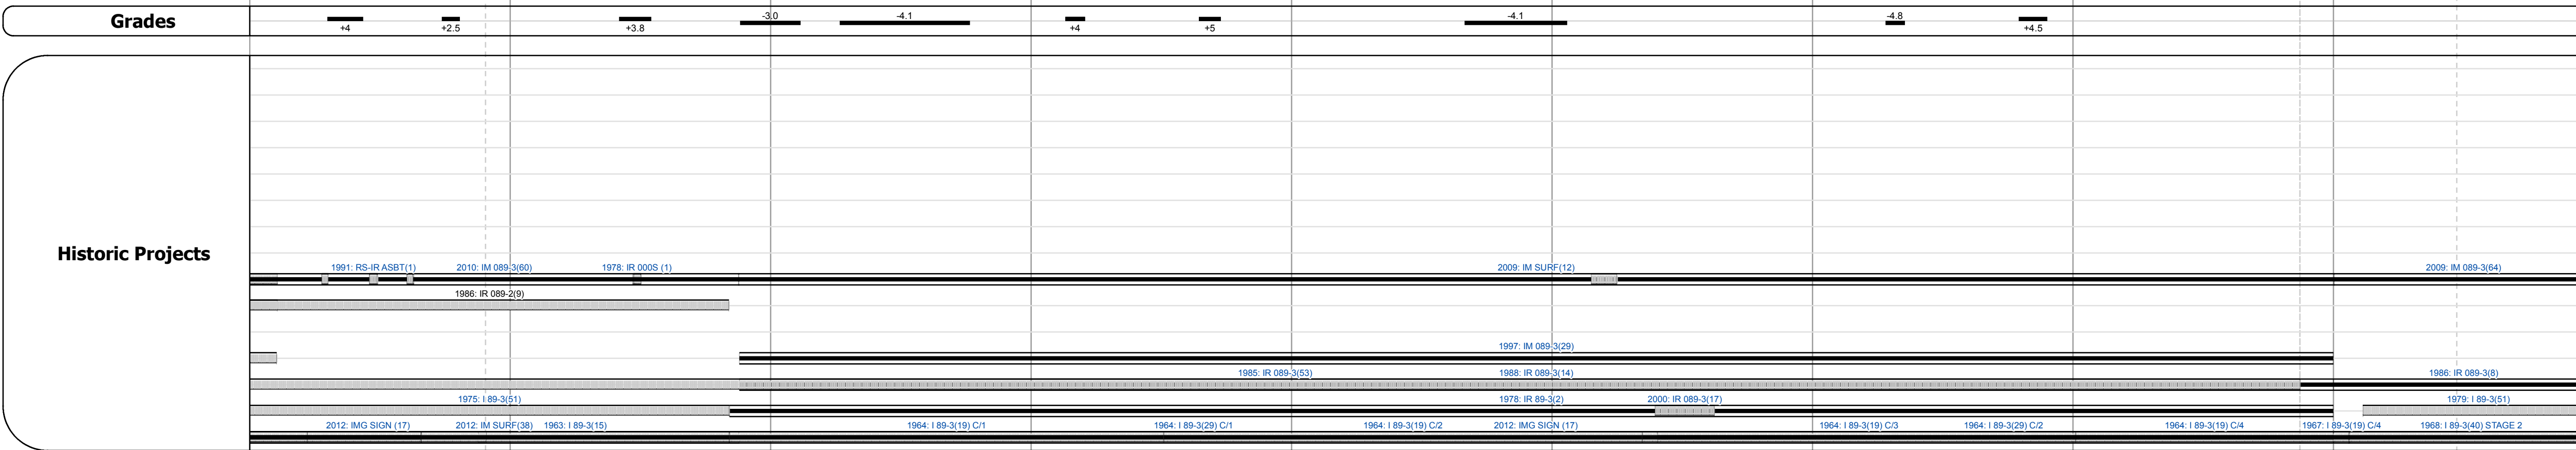 Grades
-3.0 -4.1 -4.1 -4.8
+4 +2.5 +3.8 +4 +5 +4.5
Historic Projects
1991: RS-IR ASBT(1) 2010: IM 089-3(60) 1978: IR 000S (1) 2009: IM SURF(12) 2009: IM 089-3(64)
1986: IR 089-2(9)
1997: IM 089-3(29)
1985: IR 089-3(53) 1988: IR 089-3(14) 1986: IR 089-3(8)
1975: I 89-3(51) 1978: IR 89-3(2) 2000: IR 089-3(17) 1979: I 89-3(51)
2012: IMG SIGN (17) 2012: IM SURF(38) 1963: I 89-3(15) 1964: I 89-3(19) C/1 1964: I 89-3(29) C/1 1964: I 89-3(19) C/2 2012: IMG SIGN (17) 1964: I 89-3(19) C/3 1964: I 89-3(29) C/2 1964: I 89-3(19) C/4 1967: I 89-3(19) C/4 1968: I 89-3(40) STAGE 2